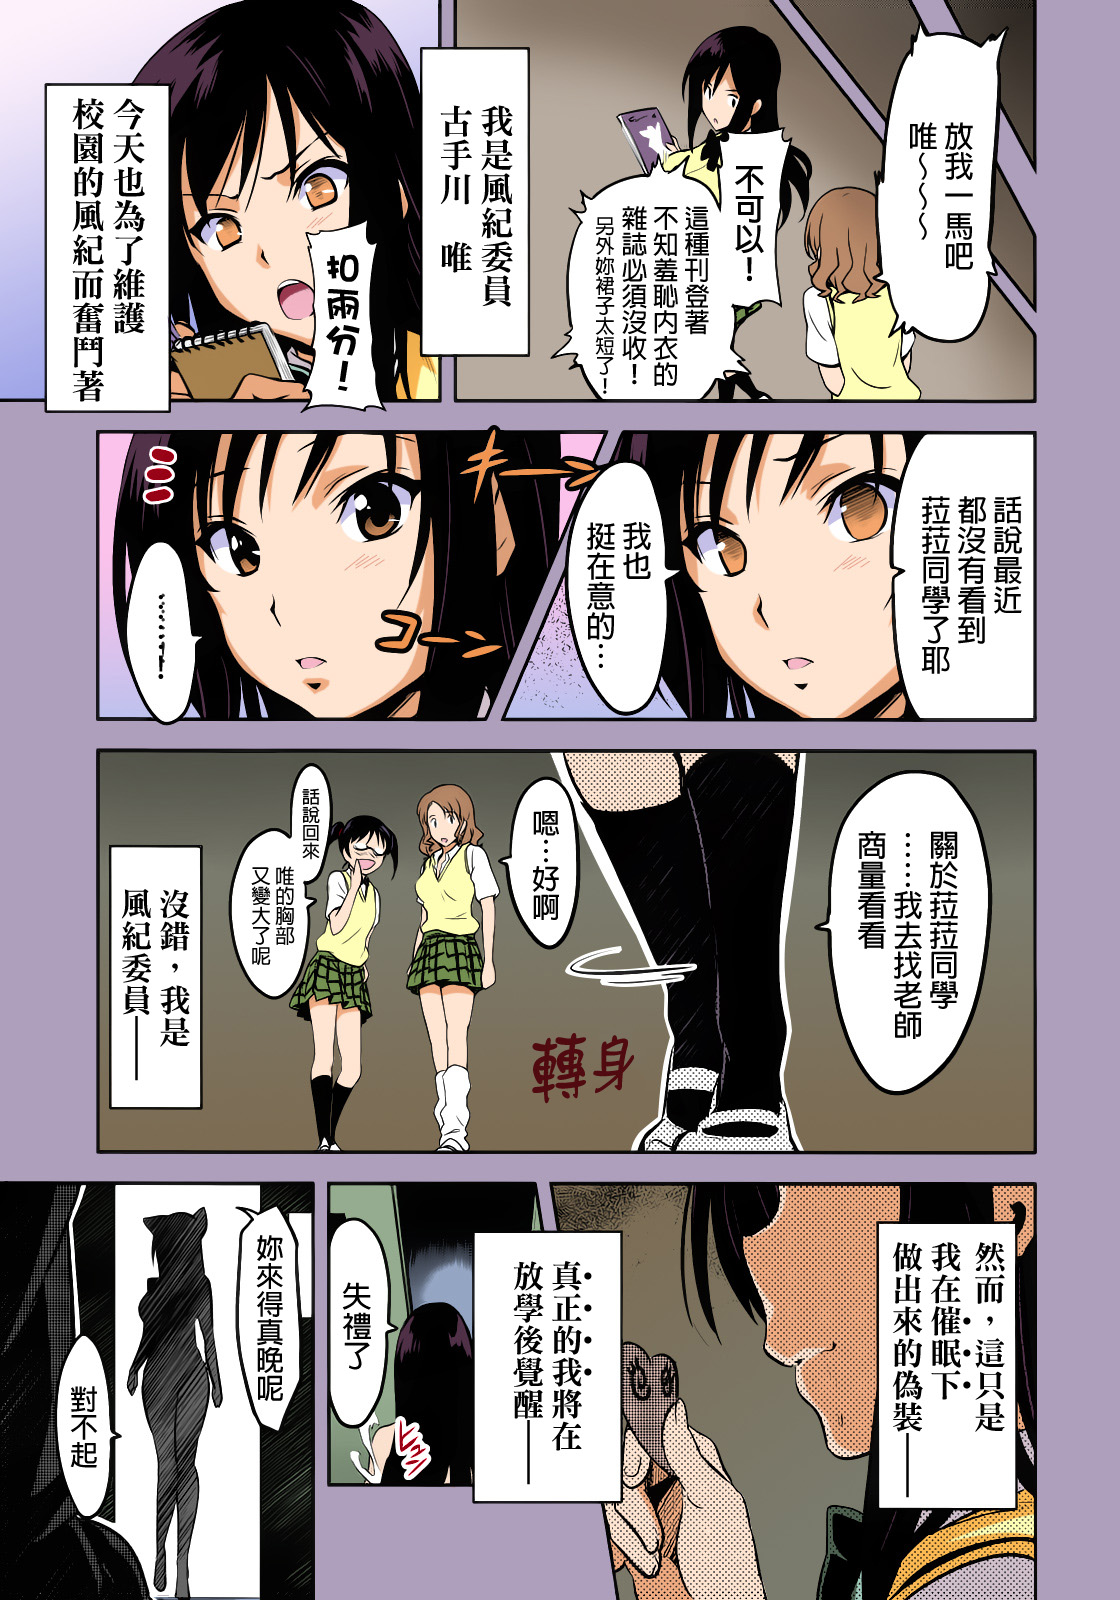 放我一馬吧
唯～～～
不可以！
這種刊登著
不知羞恥內衣的
雜誌必須沒收！
另外妳裙子太短了！
我是風紀委員
古手川　唯
扣兩分！
今天也為了維護
校園的風紀而奮鬥著
話說最近
都沒有看到
菈菈同學了耶
我也
挺在意的…
キーン
コーン
………！
關於菈菈同學
……我去找老師
商量看看
嗯…好啊
轉身
話說回來
唯的胸部
又變大了呢
沒錯，我是
風紀委員——
然而，這只是
我在催眠下
做出來的偽裝——
真正的我將在
放學後覺醒——
失禮了
妳來得真晚呢
對不起